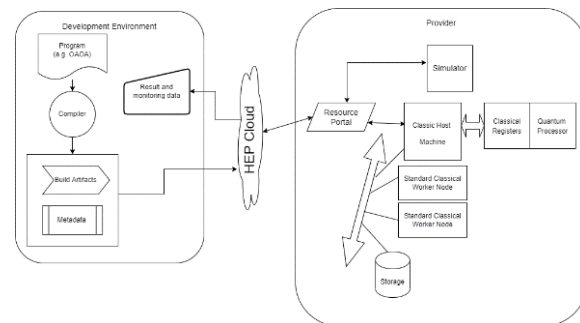 Development Environment
Program
(e.g. QAOA)
Compiler
Build Artifacts
Metadata
Result and
monitoring data
HEP Cloud
Provider
Simulator
Resource
Portal
Classic Host
Machine
Classical
Registers
Quantum
Processor
Standard Classical
Worker Node
Standard Classical
Worker Node
Storage